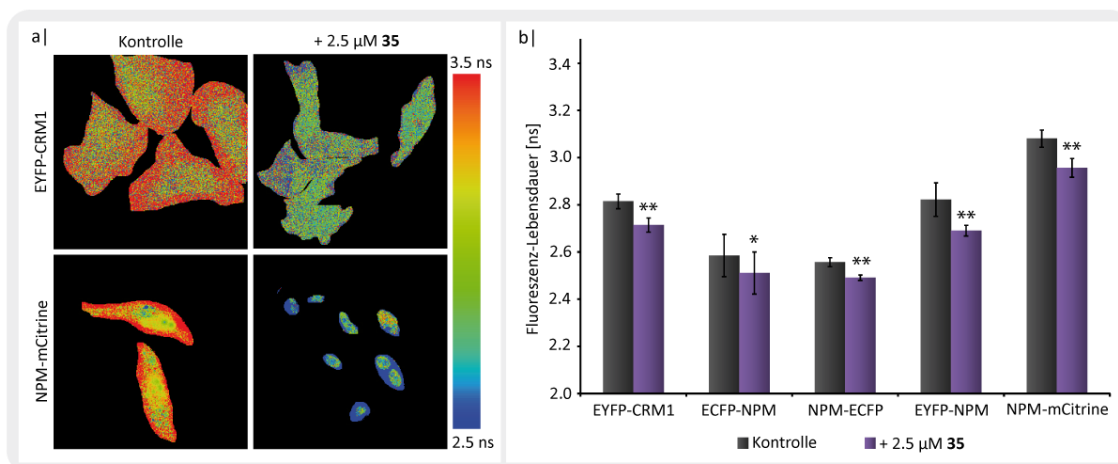 a|
Kontrolle
+ 2.5 µM 35
EYFP-CRM1
NPM-mCitrine
3.5 ns
2.5 ns
b|
Fluoreszenz-Lebensdauer [ns]
3.4
3.2
3.0
2.8
2.6
2.4
2.2
2.0
**
*
**
**
**
EYFP-CRM1
ECFP-NPM
NPM-ECFP
EYFP-NPM
NPM-mCitrine
Kontrolle
+ 2.5 µM 35